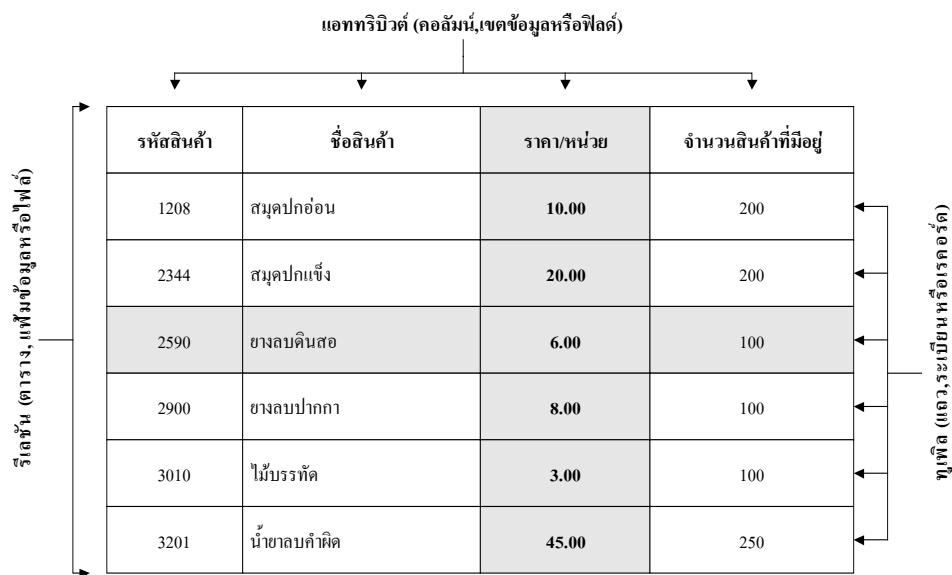 แอททริบิวต์ (คอลัมน์,เขตข้อมูลหรือฟิลด์)
รีเลชัน (ตาราง, แฟ้มข้อมูลหรือไฟล์)
รหัสสินค้า ชื่อสินค้า ราคา/หน่วย จำนวนสินค้าที่มีอยู่
1208 สมุดปกอ่อน 10.00 200
2344 สมุดปกแข็ง 20.00 200
2590 ยางลบดินสอ 6.00 100
2900 ยางลบปากกา 8.00 100
3010 ไม้บรรทัด 3.00 100
3201 น้ำยาลบคำผิด 45.00 250
ทูเพิล (แถว,ระเบียนหรือเรคอร์ด)